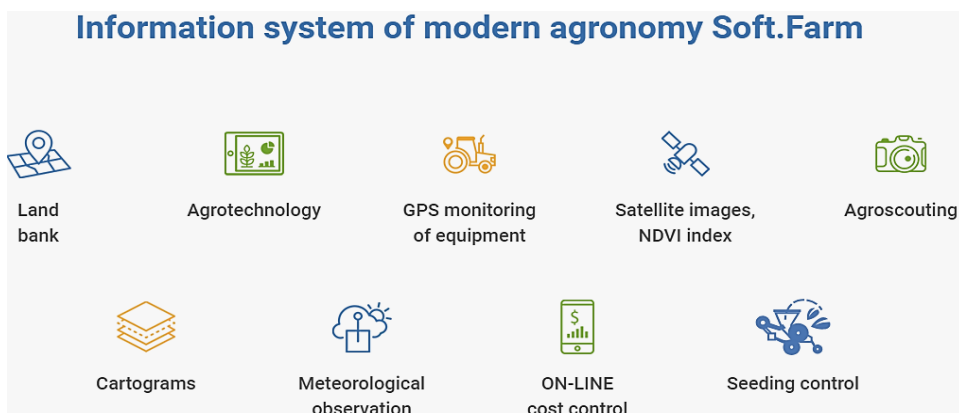 Information system of modern agronomy Soft.Farm
Land
bank
Agrotechnology
GPS monitoring
of equipment
Satellite images,
NDVI index
Agroscouting
Cartograms
Meteorological
observation
ON-LINE
cost control
Seeding control
$